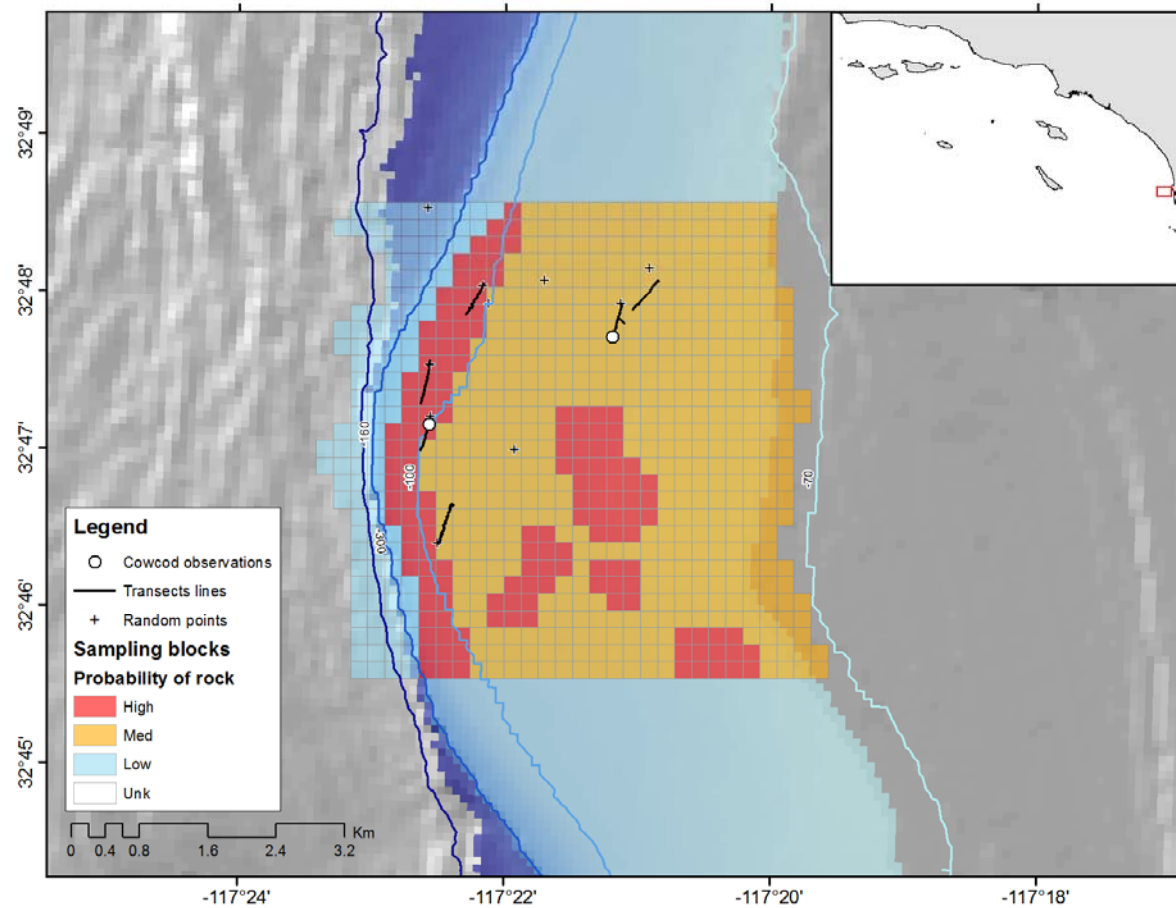 32°49'
32°48'
32°47'
32°46'
32°45'
-160
-100
-300
-70
Legend
Cowcod observations
Transects lines
Random points
Sampling blocks
Probability of rock
High
Med
Low
Unk
Km
0 0.4 0.8 1.6 2.4 3.2
-117°24' -117°22' -117°20' -117°18'